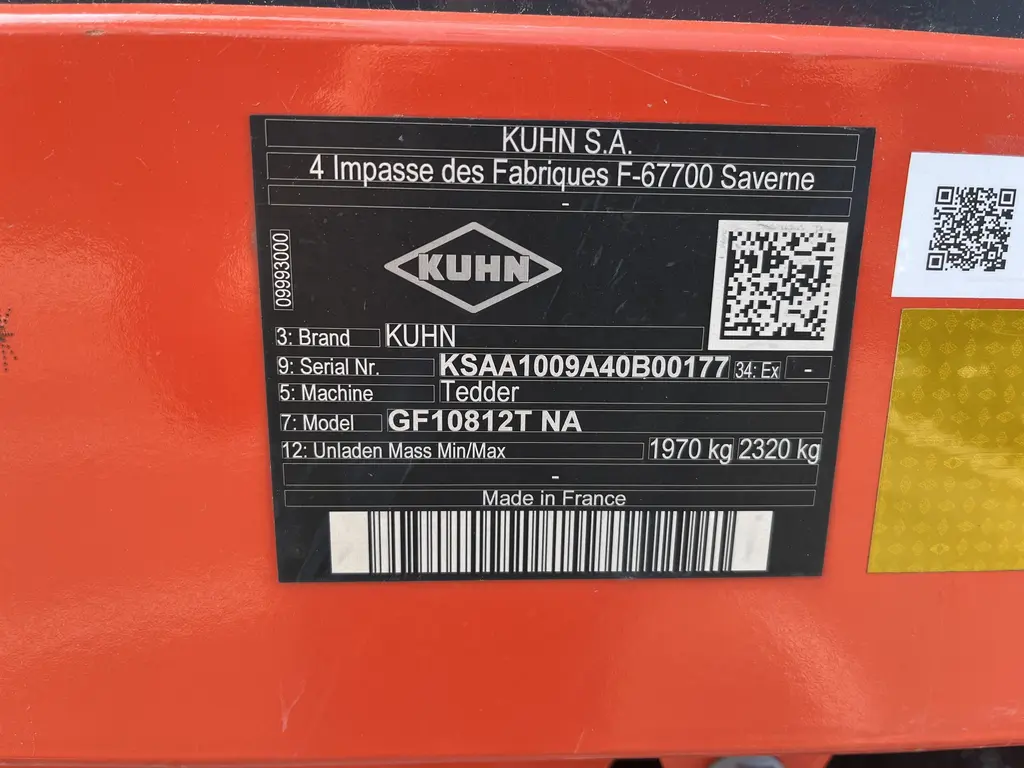 KUHN S.A.
4 Impasse des Fabriques F-67700 Saverne
-
09993000
KUHN
3: Brand KUHN
9: Serial Nr. KSAA1009A40B00177 34: Ex -
5: Machine Tedder
7: Model GF10812T NA
12: Unladen Mass Min/Max 1970 kg 2320 kg
-
Made in France